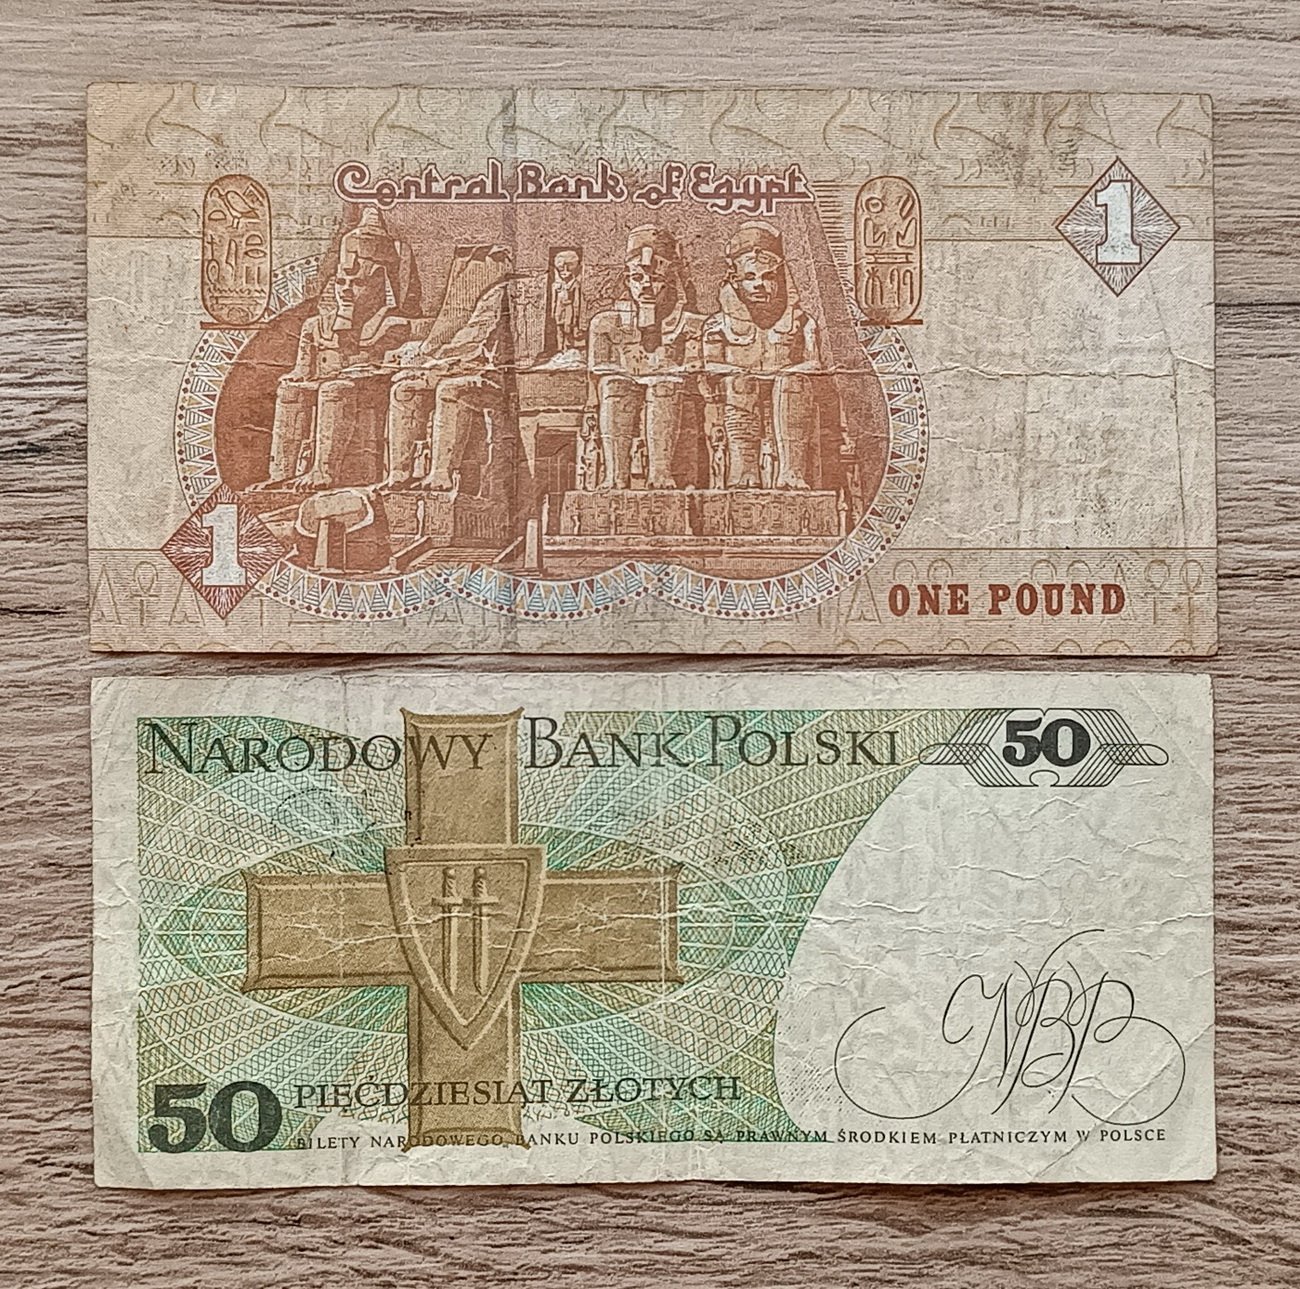 Central Bank of Egypt
1
1
ONE POUND
NARODOWY BANK POLSKI
50
NBP
50 PIĘĆDZIESIĄT ZŁOTYCH
BILETY NARODOWEGO BANKU POLSKIEGO SĄ PRAWNYM ŚRODKIEM PŁATNICZYM W POLSCE